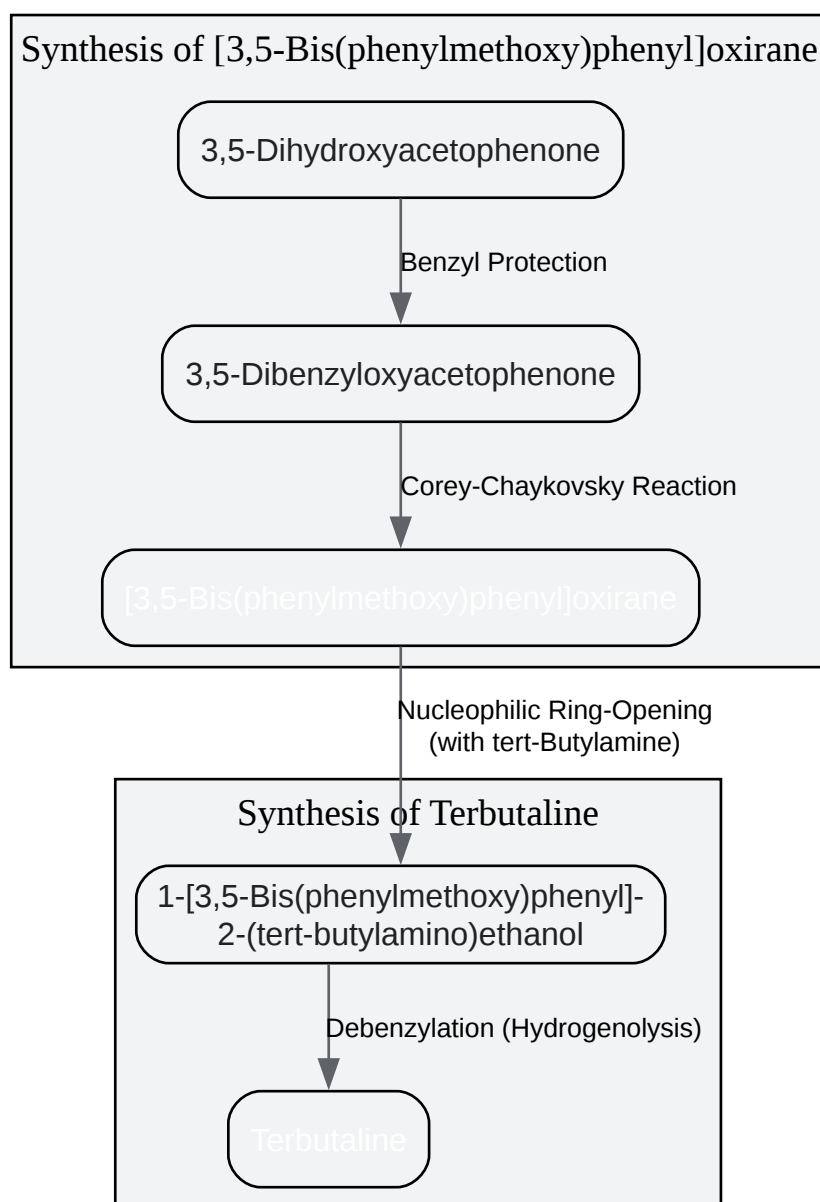 Synthesis of [3,5-Bis(phenylmethoxy)phenyl]oxirane
3,5-Dihydroxyacetophenone
Benzyl Protection
3,5-Dibenzyloxyacetophenone
Corey-Chaykovsky Reaction
[3,5-Bis(phenylmethoxy)phenyl]oxirane
Nucleophilic Ring-Opening
(with tert-Butylamine)
Synthesis of Terbutaline
1-[3,5-Bis(phenylmethoxy)phenyl]-
2-(tert-butylamino)ethanol
Debenzylation (Hydrogenolysis)
Terbutaline